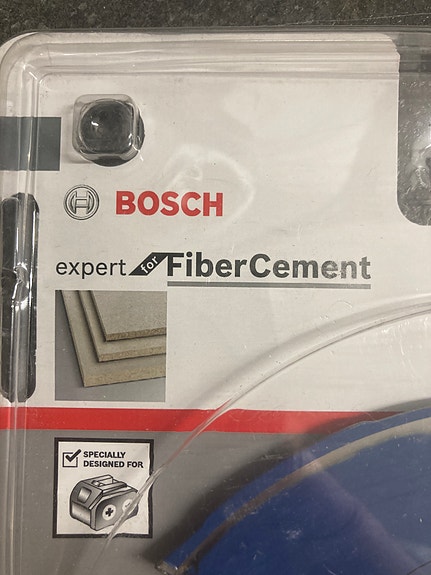 BOSCH
expert for FiberCement
SPECIALLY
DESIGNED FOR